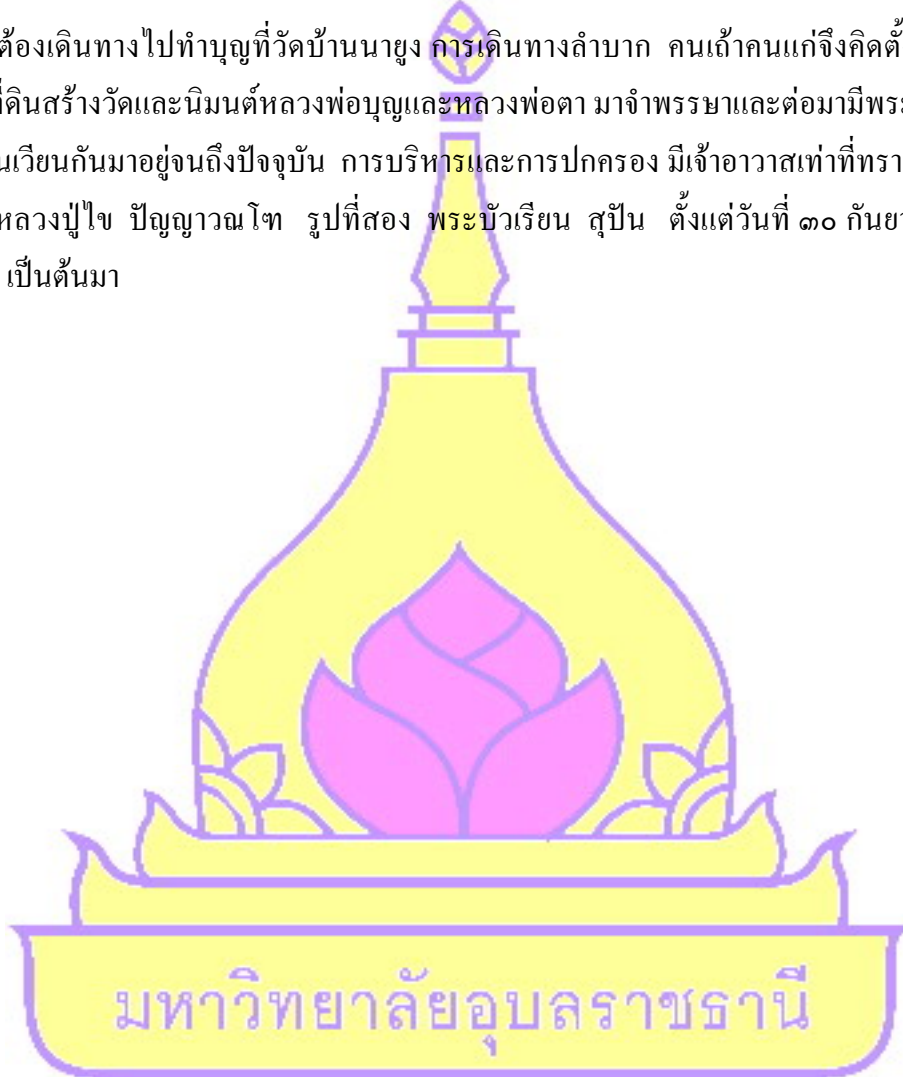 ต้องเดินทางไปทำบุญที่วัดบ้านนายูง การเดินทางลำบาก คนเถ้าคนแก่จึงคิดตั้
ที่ดินสร้างวัดและนิมนต์หลวงพ่อบุญและหลวงพ่อตา มาจำพรรษาและต่อมามีพระ
นเวียนกันมาอยู่จนถึงปัจจุบัน การบริหารและการปกครอง มีเจ้าอาวาสเท่าที่ทรา
หลวงปู่ไข ปัญญาวณโฑ รูปที่สอง พระบัวเรียน สุปัน ตั้งแต่วันที่ ๓๐ กันย
เป็นต้นมา
มหาวิทยาลัยอุบลราชธานี